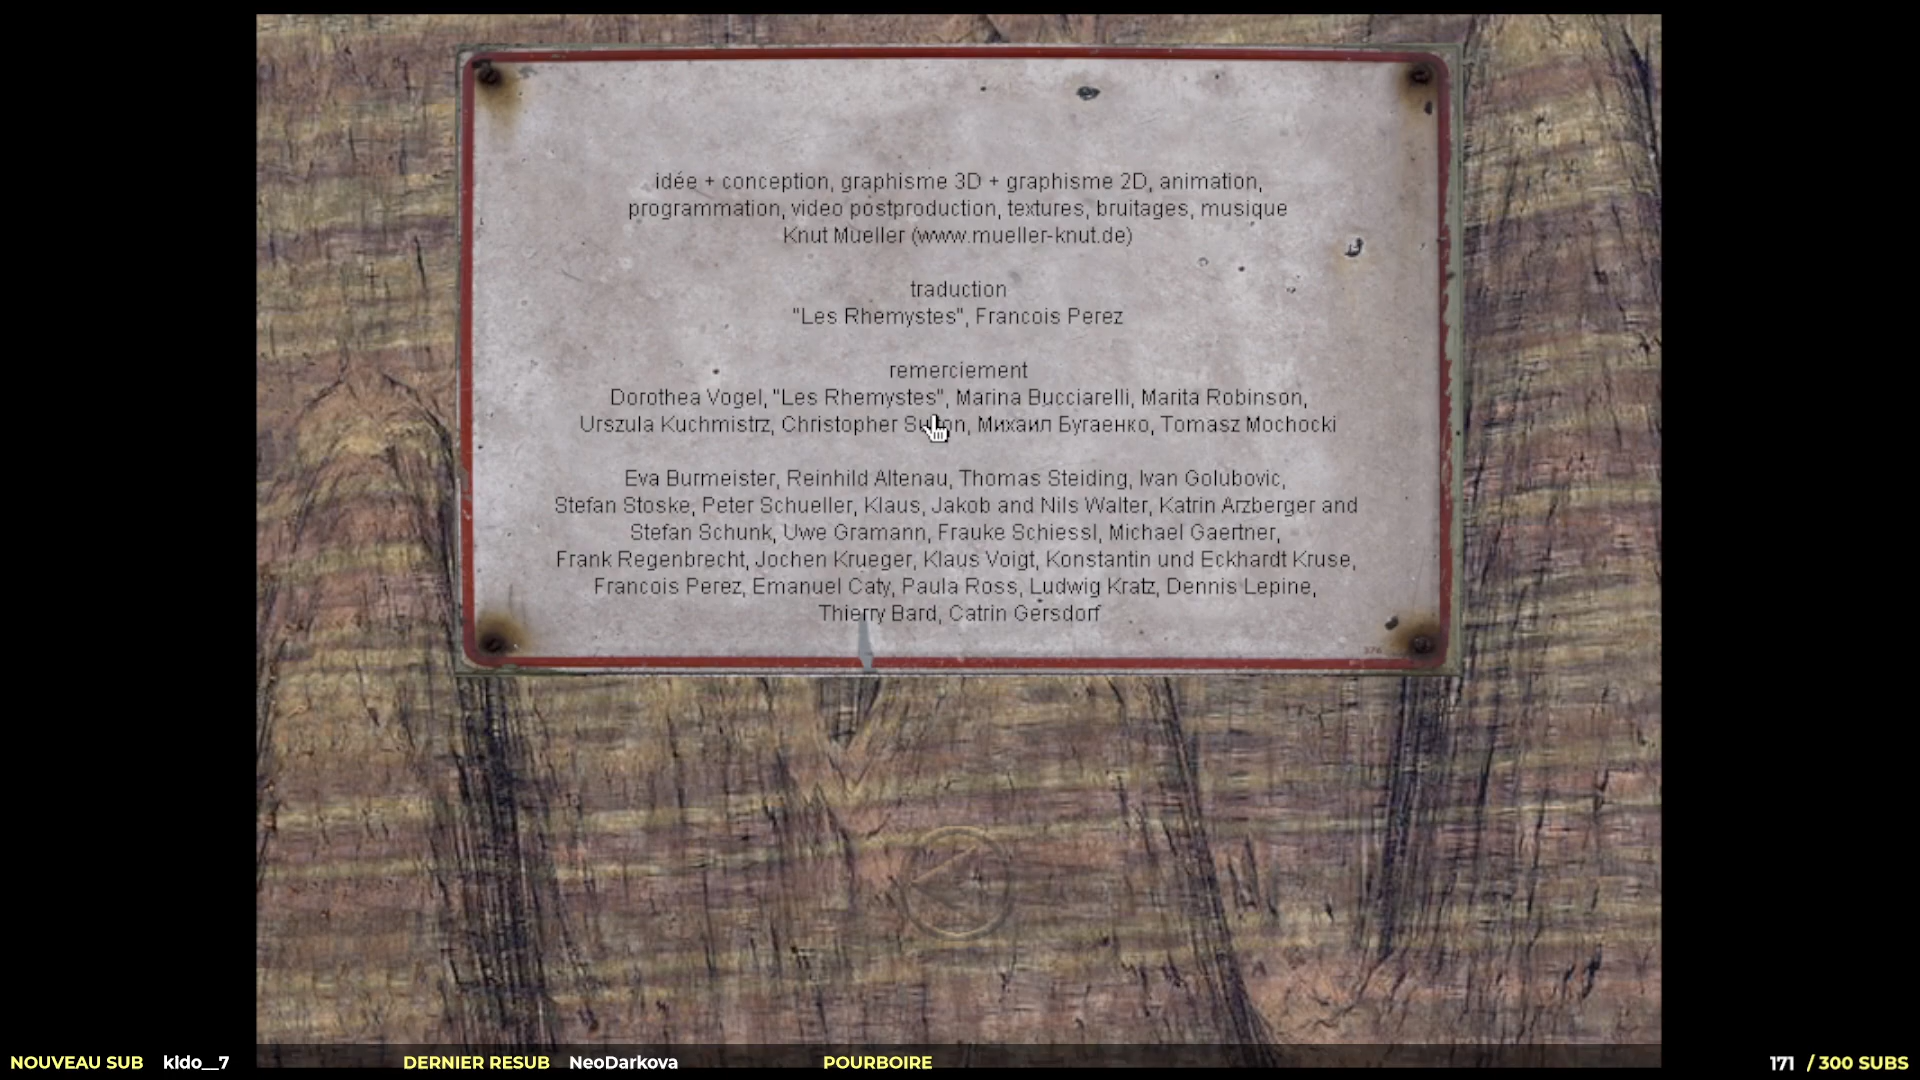 idée + conception, graphisme 3D + graphisme 2D, animation,
programmation, video postproduction, textures, bruitages, musique
Knut Mueller (www.mueller-knut.de)
traduction
"Les Rhemystes", Francois Perez
remerciement
Dorothea Vogel, "Les Rhemystes", Marina Bucciarelli, Marita Robinson,
Urszula Kuchmistrz, Christopher Sutton, Михаил Бугаенко, Tomasz Mochocki
Eva Burmeister, Reinhild Altenau, Thomas Steiding, Ivan Golubovic,
Stefan Stoske, Peter Schueller, Klaus, Jakob and Nils Walter, Katrin Arzberger and
Stefan Schunk, Uwe Gramann, Frauke Schiessl, Michael Gaertner,
Frank Regenbrecht, Jochen Krueger, Klaus Voigt, Konstantin und Eckhardt Kruse,
Francois Perez, Emanuel Caty, Paula Ross, Ludwig Kratz, Dennis Lepine,
Thierry Bard, Catrin Gersdorf
NOUVEAU SUB kido__7 DERNIER RESUB NeoDarkova POURBOIRE 171 / 300 SUBS